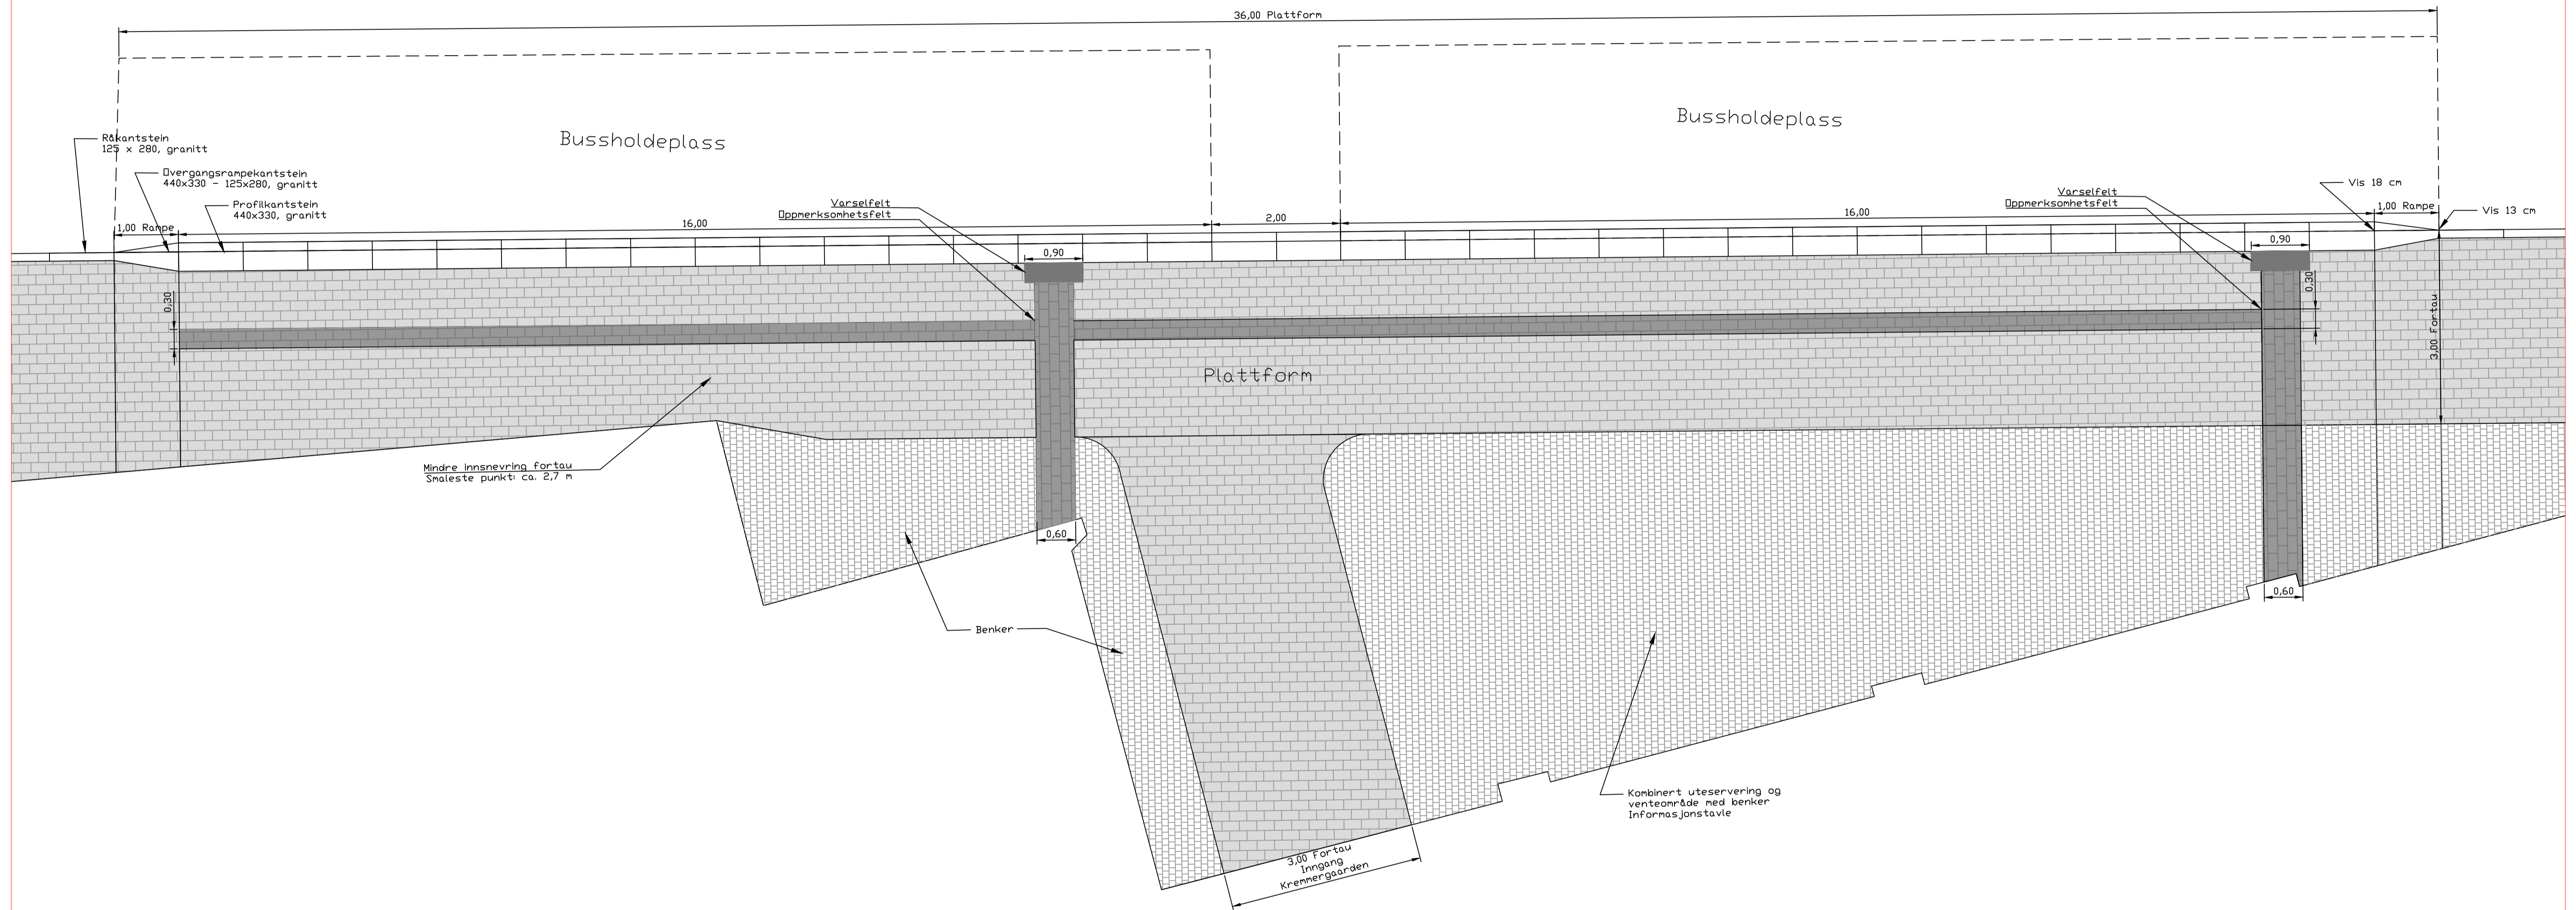 36,00 Plattform
Bussholdeplass
Bussholdeplass
Råkantstein
125 x 280, granitt
Overgangsrampekantstein
440x330 - 125x280, granitt
Profilkantstein
440x330, granitt
1,00 Rampe
16,00
Varselfelt
Oppmerksomhetsfelt
2,00
16,00
Varselfelt
Oppmerksomhetsfelt
Vis 18 cm
1,00 Rampe
Vis 13 cm
0,90
0,90
0,30
0,30
3,00 Fortau
Plattform
Mindre innsnevring fortau
Smaleste punkt: ca. 2,7 m
0,60
0,60
Benker
Kombinert uteservering og
venteområde med benker
Informasjonstavle
3,00 Fortau
Inngang
Kremmergaarden